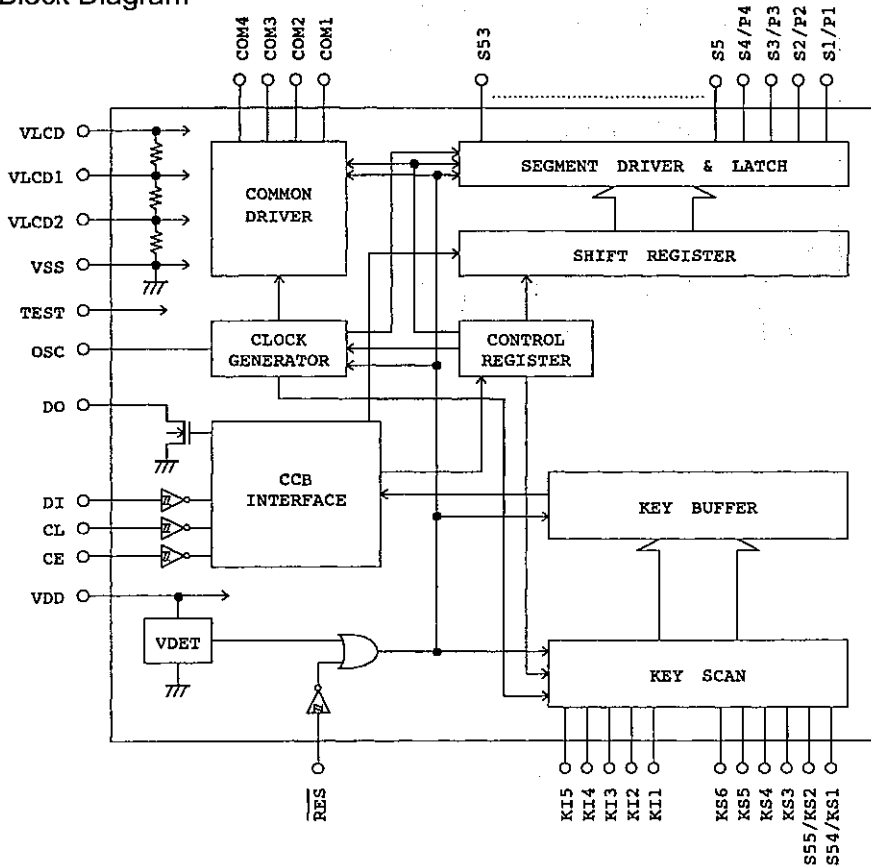 Block Diagram
COM4
COM3
COM2
COM1
S53
S5
S4/P4
S3/P3
S2/P2
S1/P1
VLCD
VLCD1
VLCD2
VSS
TEST
OSC
DO
DI
CL
CE
VDD
COMMON
DRIVER
SEGMENT DRIVER & LATCH
SHIFT REGISTER
CLOCK
GENERATOR
CONTROL
REGISTER
CCB
INTERFACE
KEY BUFFER
VDET
KEY SCAN
RES
KI5
KI4
KI3
KI2
KI1
KS6
KS5
KS4
KS3
S55/KS2
S54/KS1